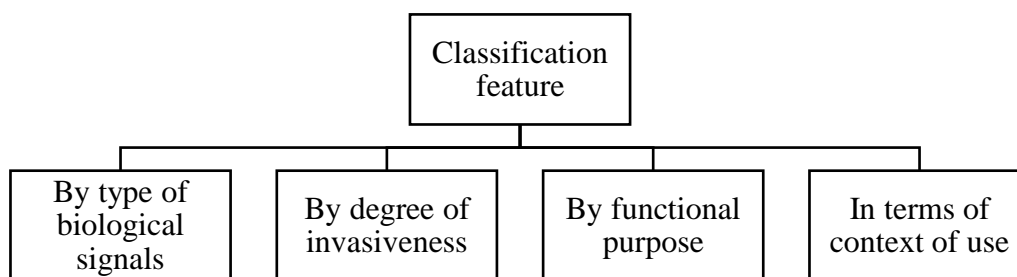 Classification
feature
By type of
biological
signals
By degree of
invasiveness
By functional
purpose
In terms of
context of use